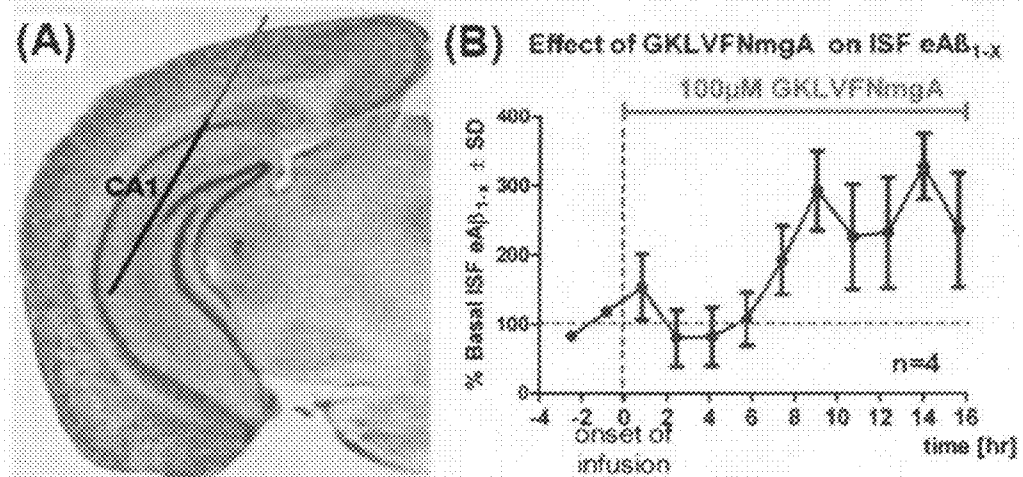 (A)
CA1
(B) Effect of GKLVFNmgA on ISF eAß1-X
100µM GKLVFNmgA
% Basal ISF eAβ1-x ± SD
400
300
200
100
0
-4 -2 0 2 4 6 8 10 12 14 16
onset of
infusion
time [hr]
n=4